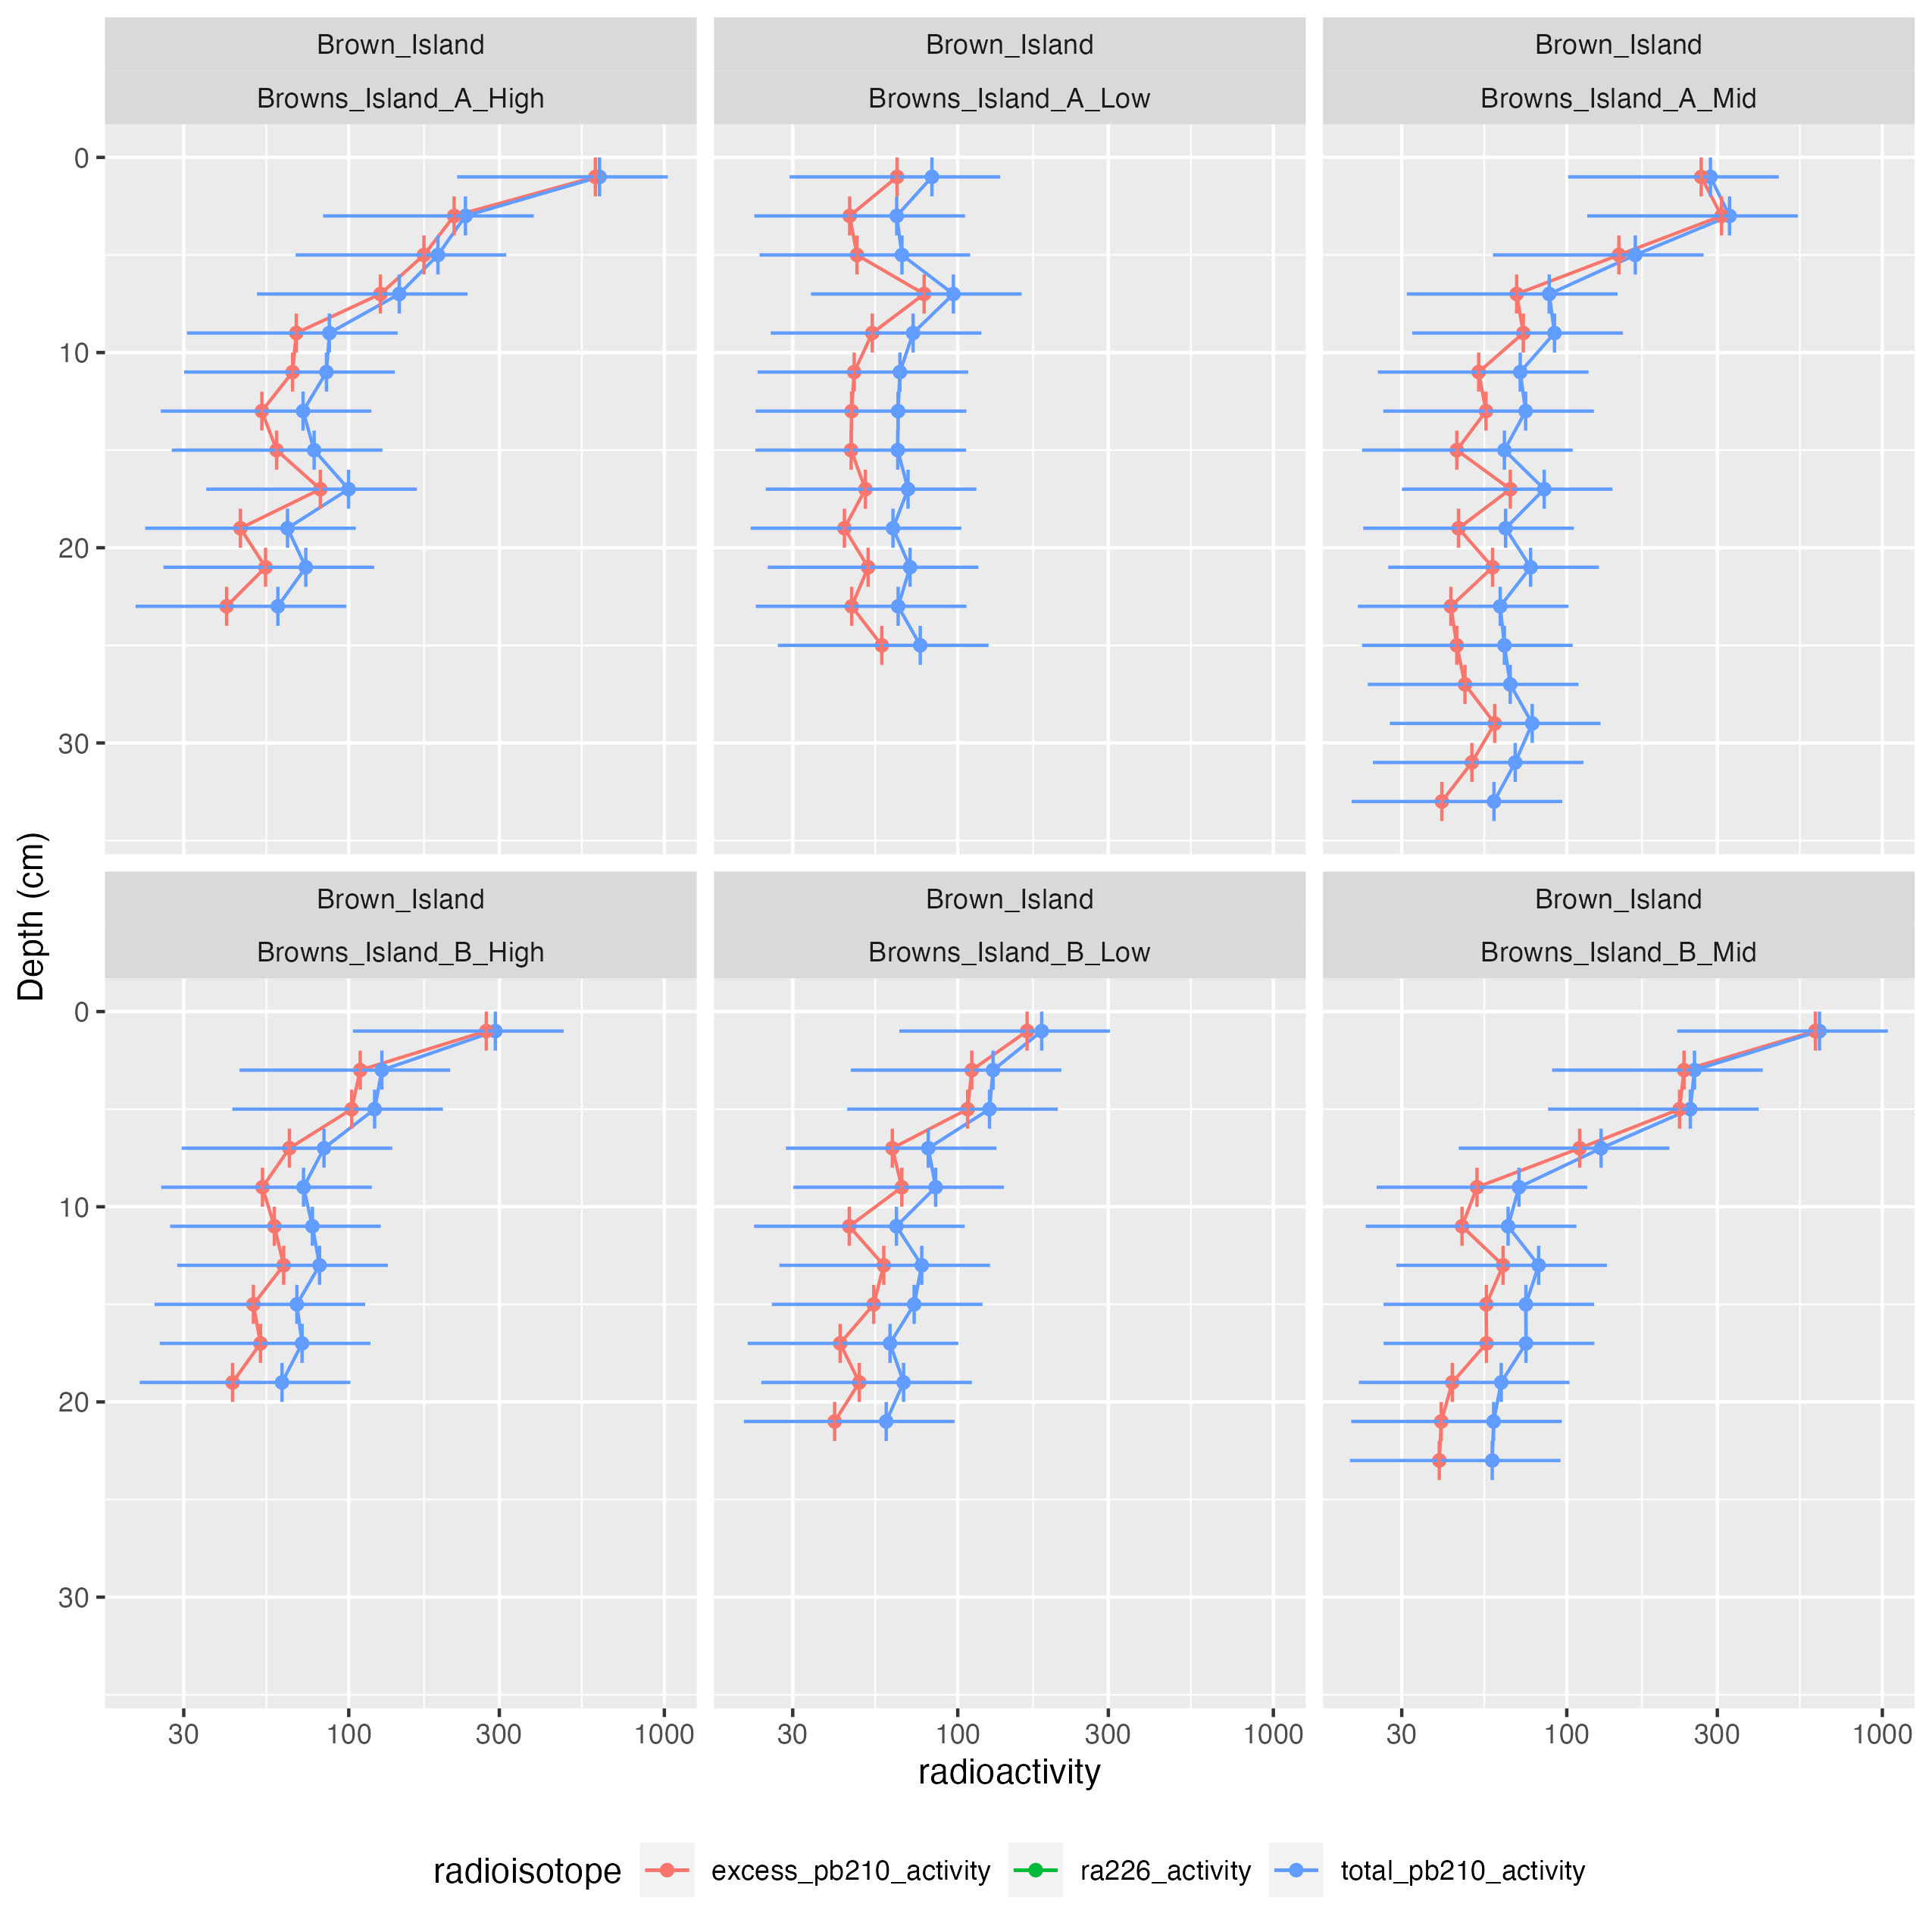 Brown_Island Brown_Island Brown_Island
Browns_Island_A_High Browns_Island_A_Low Browns_Island_A_Mid
0
10
20
30
Depth (cm)
Brown_Island Brown_Island Brown_Island
Browns_Island_B_High Browns_Island_B_Low Browns_Island_B_Mid
0
10
20
30
30 100 300 1000 30 100 300 1000 30 100 300 1000
radioactivity
radioisotope excess_pb210_activity ra226_activity total_pb210_activity